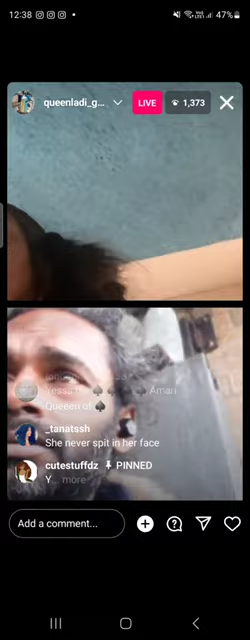 12:38
47%
queenladi_g...
LIVE
1,373
Amari
Queeen of♠
_tanatssh
She never spit in her face
cutestuffdz PINNED
Y... more
Add a comment...